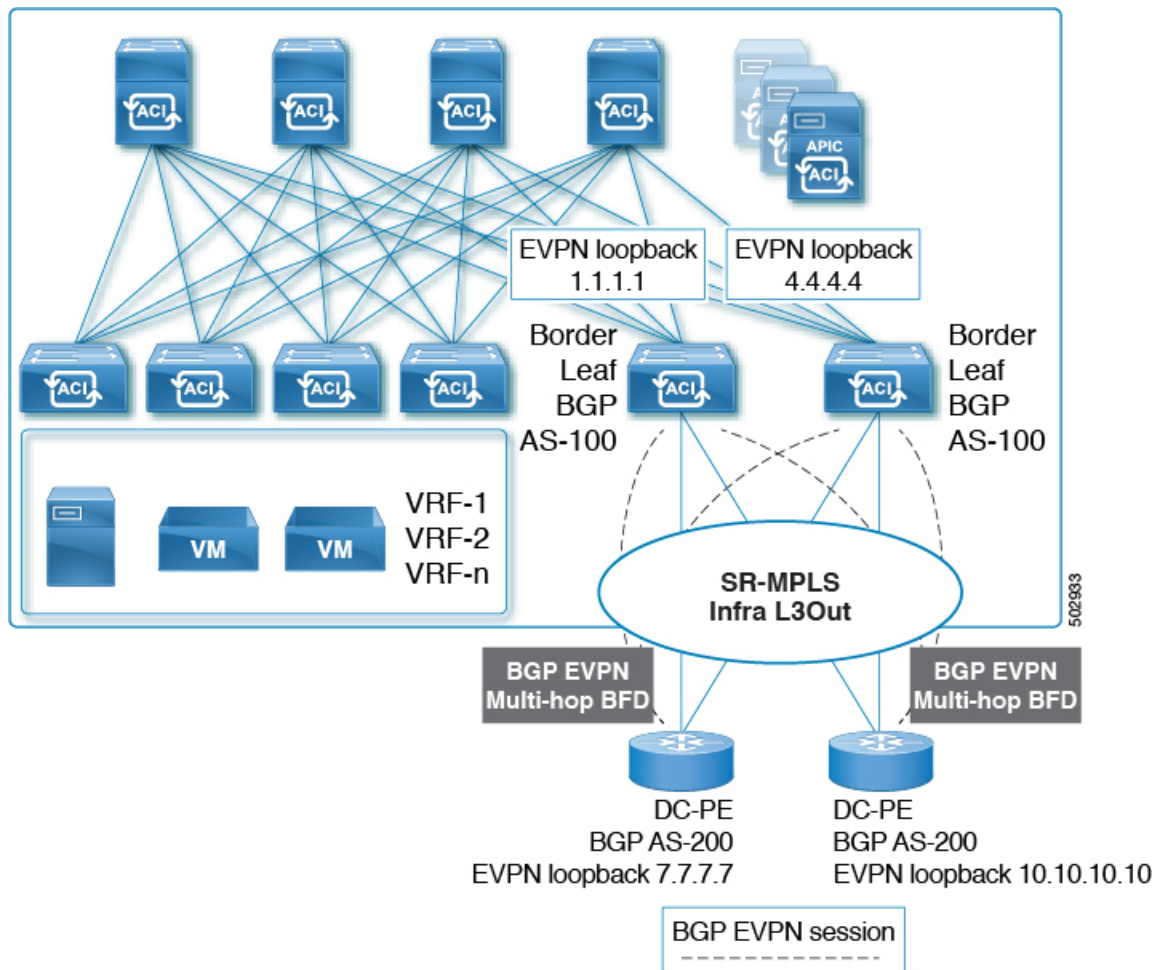 ACI
ACI
ACI
ACI
APIC
ACI
EVPN loopback
1.1.1.1
EVPN loopback
4.4.4.4
ACI
ACI
ACI
ACI
Border
Leaf
BGP
AS-100
ACI
ACI
Border
Leaf
BGP
AS-100
VM
VM
VRF-1
VRF-2
VRF-n
SR-MPLS
Infra L3Out
502933
BGP EVPN
Multi-hop BFD
BGP EVPN
Multi-hop BFD
DC-PE
BGP AS-200
EVPN loopback 7.7.7.7
DC-PE
BGP AS-200
EVPN loopback 10.10.10.10
BGP EVPN session